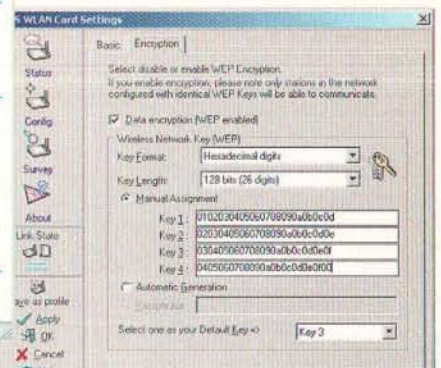 S WLAN Card Settings
Basic
Encryption
Status
Config
Survey
About
Link State
ave as profile
Apply
OK
Cancel
Select disable or enable WEP Encryption.
If you enable encryption, please note only stations in the network
configured with identical WEP Keys will be able to communicate.
Data encryption (WEP enabled)
Wireless Network Key (WEP)
Key Format: Hexadecimal digits
Key Length: 128 bits (26 digits)
Manual Assignment
Key 1: 0102030405060708090a0b0c0d
Key 2: 02030405060708090a0b0c0d0e
Key 3: 030405060708090a0b0c0d0e0f
Key 4: 0405060708090a0b0c0d0e0f00
Automatic Generation
Select one as your Default Key => Key 3